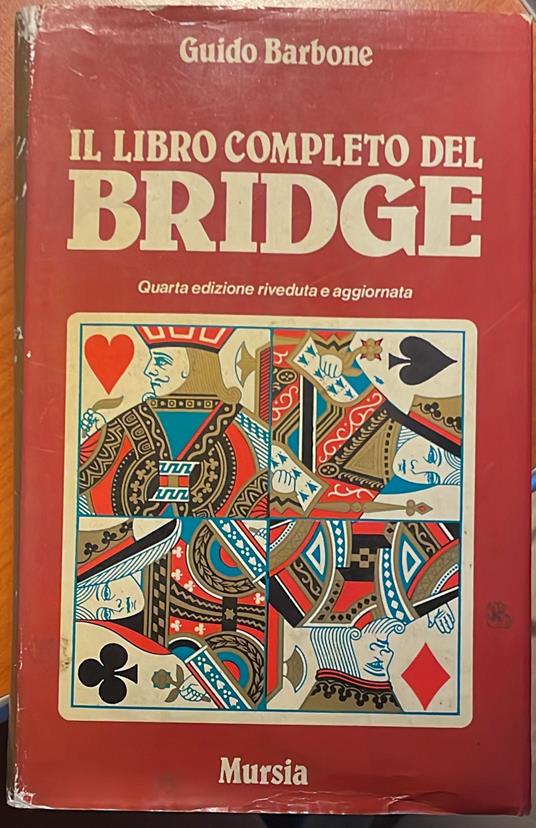 Guido Barbone
IL LIBRO COMPLETO DEL
BRIDGE
Quarta edizione riveduta e aggiornata
Mursia